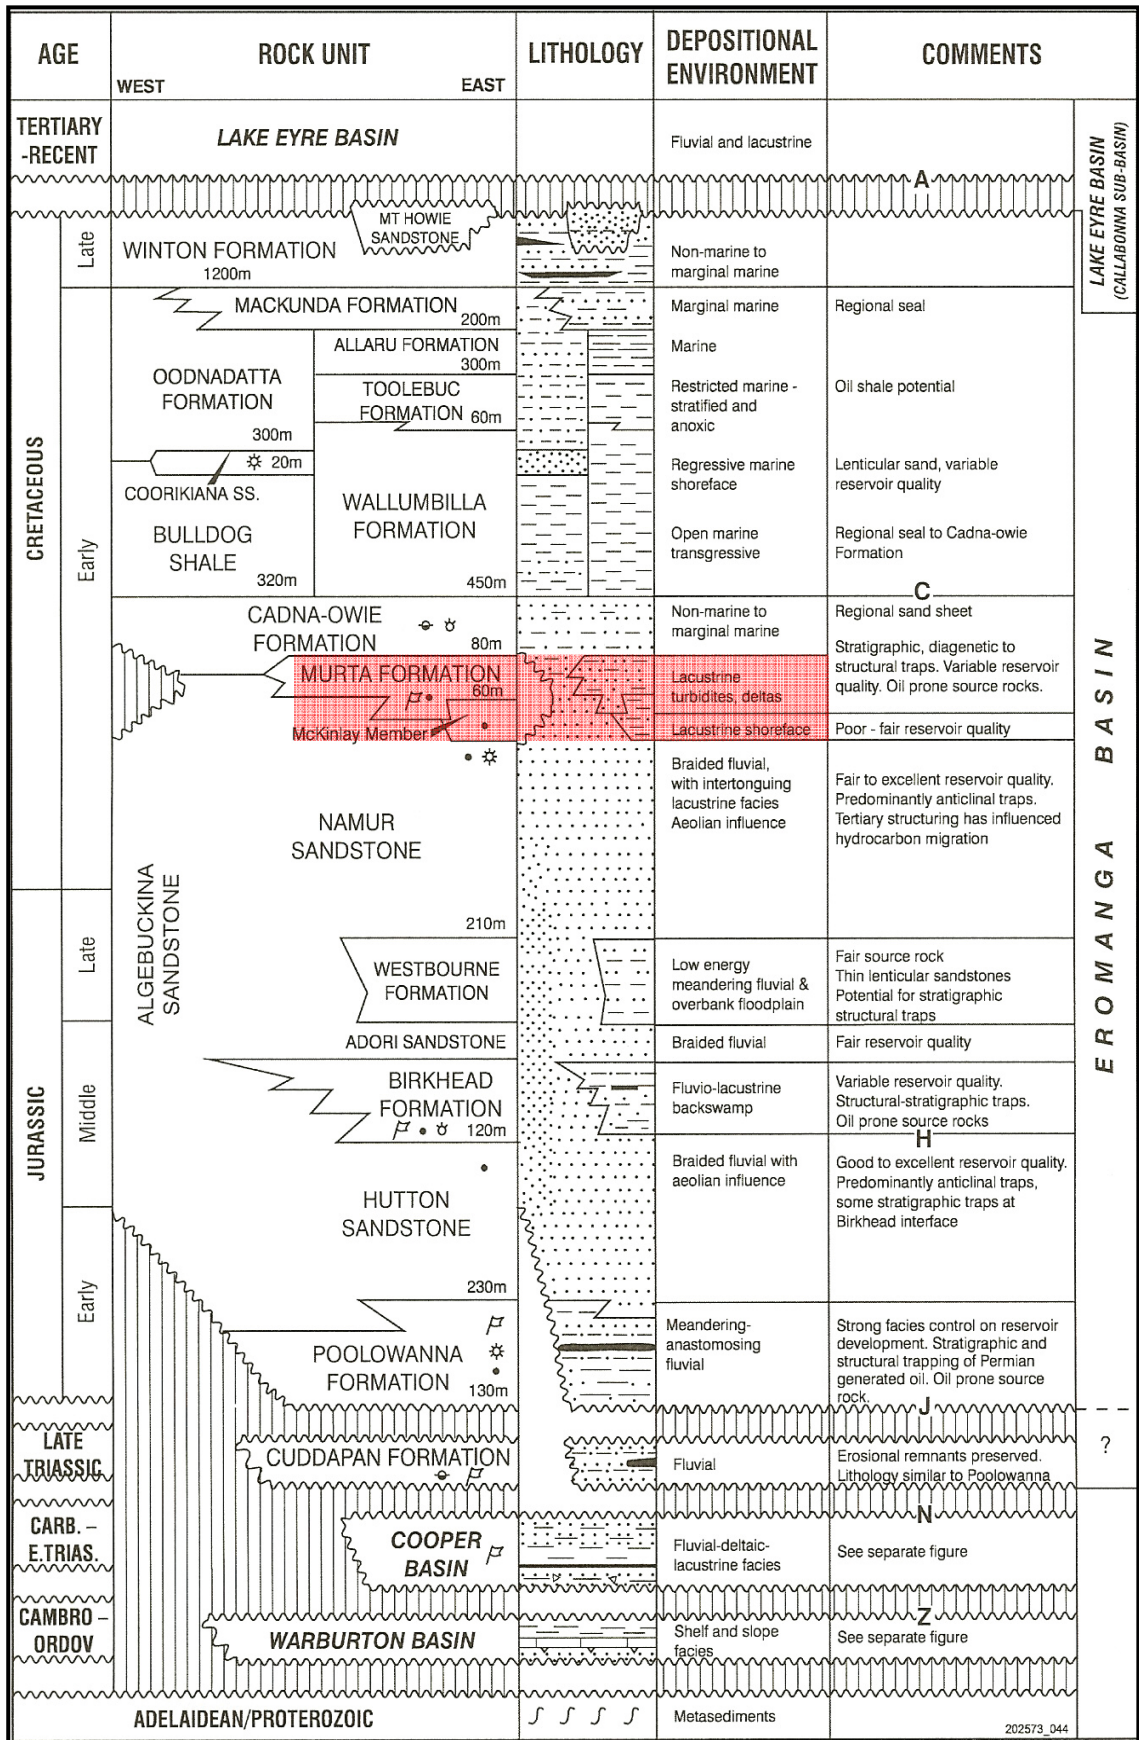 AGE
ROCK UNIT
WEST
EAST
LITHOLOGY
DEPOSITIONAL
ENVIRONMENT
COMMENTS
TERTIARY
-RECENT
LAKE EYRE BASIN
Fluvial and lacustrine
A
LAKE EYRE BASIN
(CALLABONNA SUB-BASIN)
CRETACEOUS
Late
MT HOWIE
SANDSTONE
WINTON FORMATION
1200m
Non-marine to
marginal marine
Early
MACKUNDA FORMATION
200m
Marginal marine
Regional seal
ALLARU FORMATION
300m
Marine
OODNADATTA
FORMATION
300m
TOOLEBUC
FORMATION
60m
Restricted marine -
stratified and
anoxic
Oil shale potential
20m
COORIKIANA SS.
Regressive marine
shoreface
Lenticular sand, variable
reservoir quality
BULLDOG
SHALE
320m
WALLUMBILLA
FORMATION
450m
Open marine
transgressive
Regional seal to Cadna-owie
Formation
C
CADNA-OWIE
FORMATION
80m
Non-marine to
marginal marine
Regional sand sheet
Stratigraphic, diagenetic to
structural traps. Variable reservoir
quality. Oil prone source rocks.
MURTA FORMATION
60m
Lacustrine
turbidites, deltas
McKinlay Member
Lacustrine shoreface
Poor - fair reservoir quality
EROMANGA BASIN
NAMUR
SANDSTONE
210m
Braided fluvial,
with intertonguing
lacustrine facies
Aeolian influence
Fair to excellent reservoir quality.
Predominantly anticlinal traps.
Tertiary structuring has influenced
hydrocarbon migration
ALGEBUCKINA
SANDSTONE
JURASSIC
Late
WESTBOURNE
FORMATION
Low energy
meandering fluvial &
overbank floodplain
Fair source rock
Thin lenticular sandstones
Potential for stratigraphic
structural traps
Middle
ADORI SANDSTONE
Braided fluvial
Fair reservoir quality
BIRKHEAD
FORMATION
120m
Fluvio-lacustrine
backswamp
Variable reservoir quality.
Structural-stratigraphic traps.
Oil prone source rocks
H
HUTTON
SANDSTONE
230m
Braided fluvial with
aeolian influence
Good to excellent reservoir quality.
Predominantly anticlinal traps,
some stratigraphic traps at
Birkhead interface
Early
POOLOWANNA
FORMATION
130m
Meandering-
anastomosing
fluvial
Strong facies control on reservoir
development. Stratigraphic and
structural trapping of Permian
generated oil. Oil prone source
rock.
J
LATE
TRIASSIC
CUDDAPAN FORMATION
Fluvial
Erosional remnants preserved.
Lithology similar to Poolowanna
?
N
CARB. –
E.TRIAS.
COOPER
BASIN
Fluvial-deltaic-
lacustrine facies
See separate figure
Z
CAMBRO –
ORDOV
WARBURTON BASIN
Shelf and slope
facies
See separate figure
ADELAIDEAN/PROTEROZOIC
Metasediments
202573_044